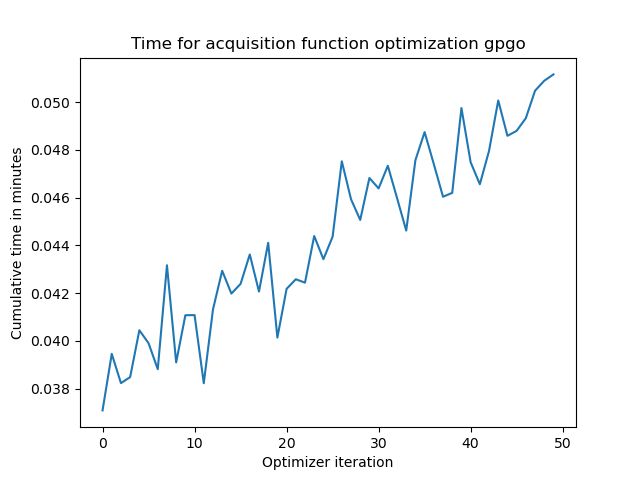 Time for acquisition function optimization gpgo
Cumulative time in minutes
0.050
0.048
0.046
0.044
0.042
0.040
0.038
0 10 20 30 40 50
Optimizer iteration